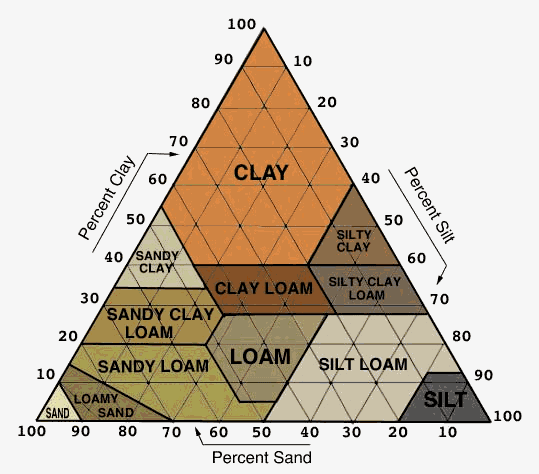 100
90 10
80 20
70 30
CLAY
60 40
Percent Clay
Percent Silt
50 50
SILTY
CLAY
SANDY
CLAY
40 60
CLAY LOAM
SILTY CLAY
LOAM
30 70
SANDY CLAY
LOAM
20 80
LOAM
SANDY LOAM
SILT LOAM
10 90
LOAMY
SAND
SILT
SAND
100
100 90 80 70 60 50 40 30 20 10
Percent Sand